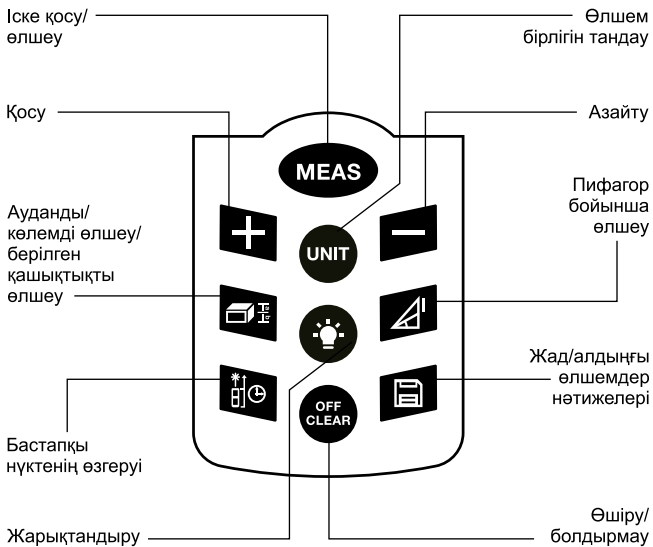 Іске қосу/
өлшеу
Өлшем
бірлігін таңдау
Қосу
Азайту
MEAS
Пифагор
бойынша
өлшеу
Ауданды/
көлемді өлшеу/
берілген
қашықтықты
өлшеу
UNIT
Жад/алдыңғы
өлшемдер
нәтижелері
OFF
CLEAR
Бастапқы
нүктенің өзгеруі
Жарықтандыру
Өшіру/
болдырмау